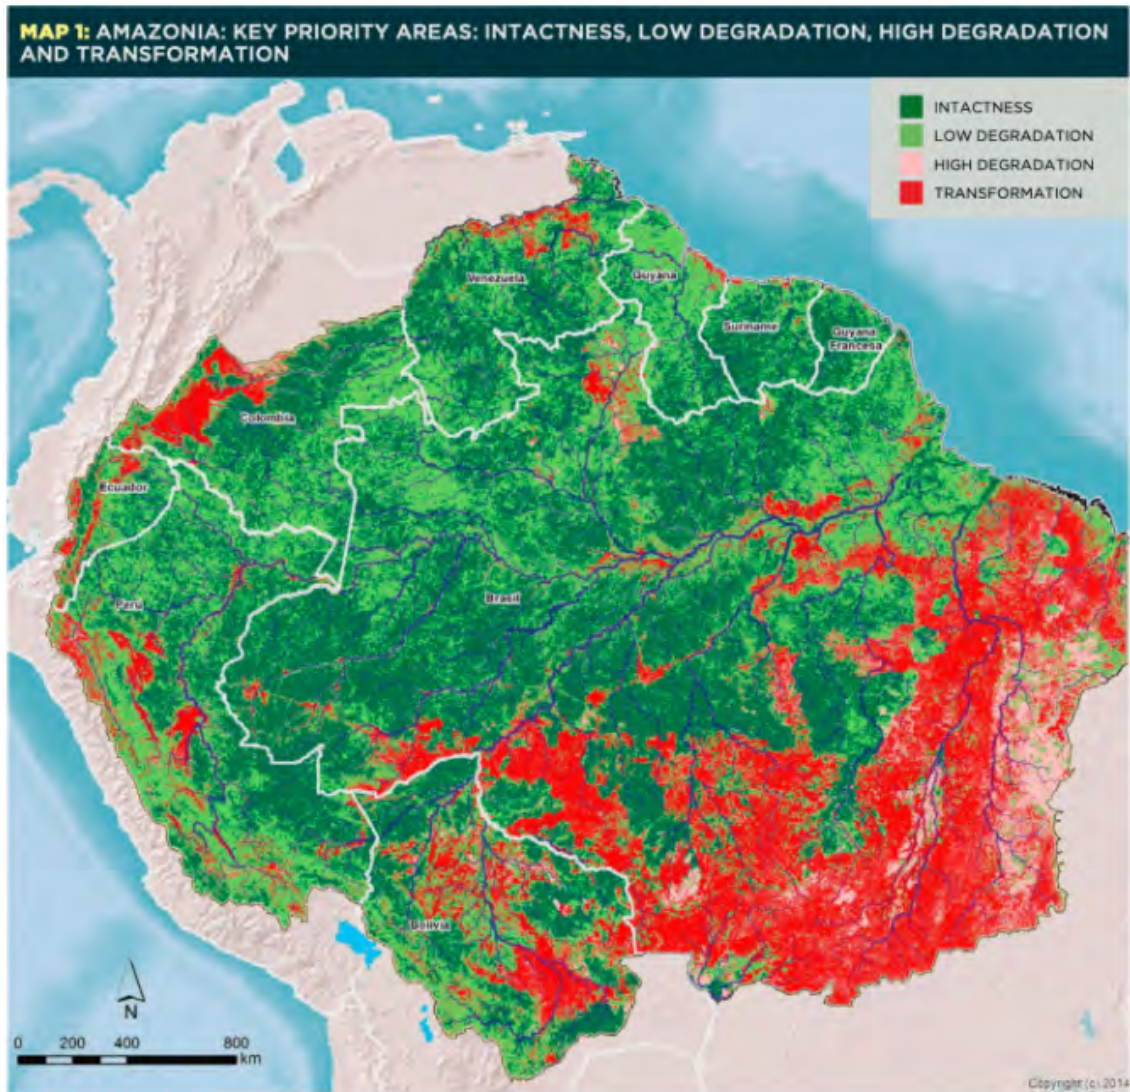 MAP 1: AMAZONIA: KEY PRIORITY AREAS: INTACTNESS, LOW DEGRADATION, HIGH DEGRADATION
AND TRANSFORMATION
INTACTNESS
LOW DEGRADATION
HIGH DEGRADATION
TRANSFORMATION
Venezuela
Guyana
Suriname
Guyana
Francesa
Colombia
Ecuador
Perú
Brasil
Bolivia
N
0 200 400 800
km
Copyright (c) 2014